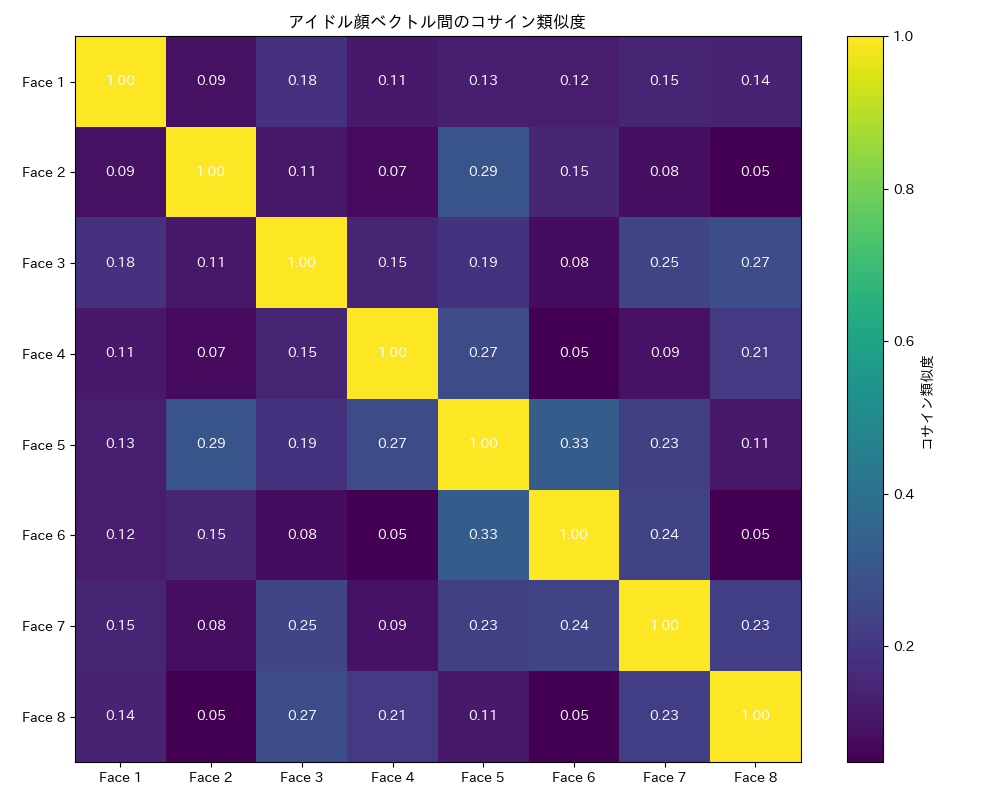 アイドル顔ベクトル間のコサイン類似度
Face 1 1.00 0.09 0.18 0.11 0.13 0.12 0.15 0.14
Face 2 0.09 1.00 0.11 0.07 0.29 0.15 0.08 0.05
Face 3 0.18 0.11 1.00 0.15 0.19 0.08 0.25 0.27
Face 4 0.11 0.07 0.15 1.00 0.27 0.05 0.09 0.21
Face 5 0.13 0.29 0.19 0.27 1.00 0.33 0.23 0.11
Face 6 0.12 0.15 0.08 0.05 0.33 1.00 0.24 0.05
Face 7 0.15 0.08 0.25 0.09 0.23 0.24 1.00 0.23
Face 8 0.14 0.05 0.27 0.21 0.11 0.05 0.23 1.00
Face 1 Face 2 Face 3 Face 4 Face 5 Face 6 Face 7 Face 8
1.0
0.8
0.6
0.4
0.2
コサイン類似度